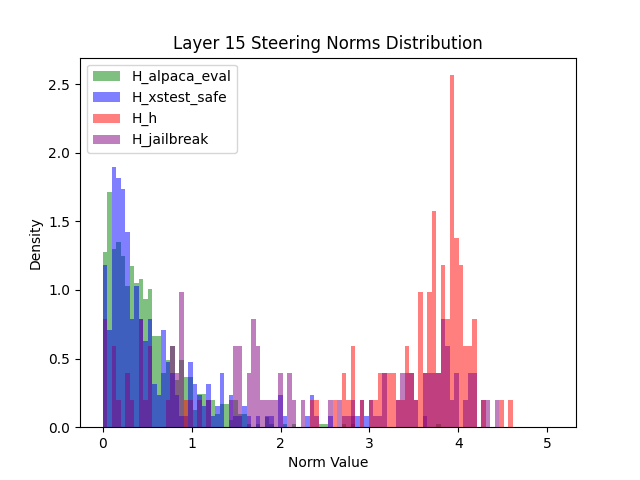 Layer 15 Steering Norms Distribution
H_alpaca_eval
H_xstest_safe
H_h
H_jailbreak
Density
2.5
2.0
1.5
1.0
0.5
0.0
0 1 2 3 4 5
Norm Value